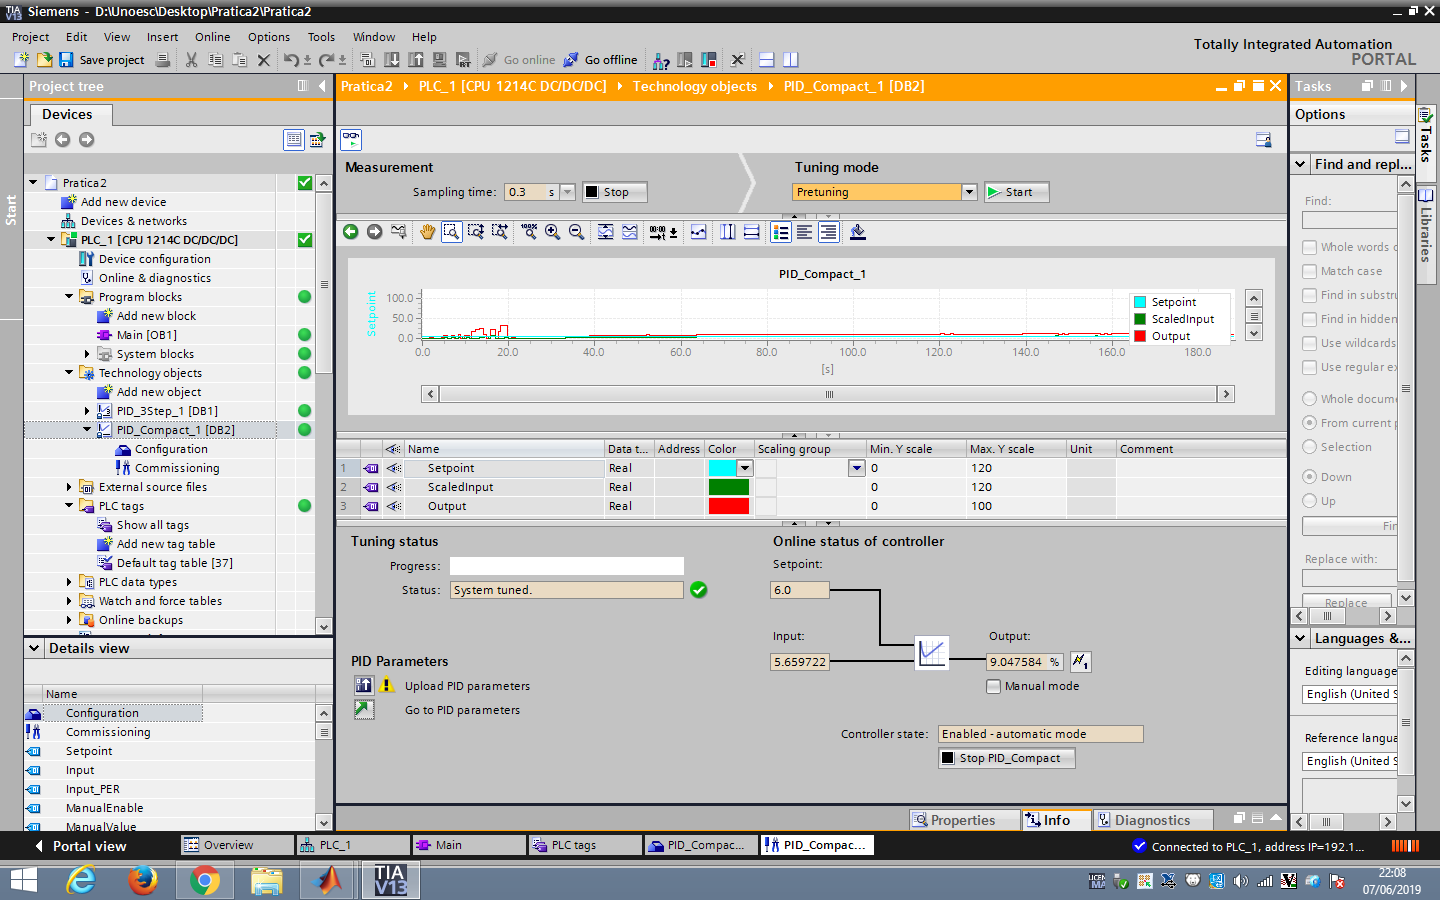 Siemens - D:\Unoesc\Desktop\Pratica2\Pratica2
Project Edit View Insert Online Options Tools Window Help
Totally Integrated Automation
PORTAL
Save project
Go online
Go offline
Project tree
Devices
Start
Pratica2
Add new device
Devices & networks
PLC_1 [CPU 1214C DC/DC/DC]
Device configuration
Online & diagnostics
Program blocks
Add new block
Main [OB1]
System blocks
Technology objects
Add new object
PID_3Step_1 [DB1]
PID_Compact_1 [DB2]
Configuration
Commissioning
External source files
PLC tags
Show all tags
Add new tag table
Default tag table [37]
PLC data types
Watch and force tables
Online backups
Details view
Name
Configuration
Commissioning
Setpoint
Input
Input_PER
ManualEnable
ManualValue
Pratica2 PLC_1 [CPU 1214C DC/DC/DC] Technology objects PID_Compact_1 [DB2]
Measurement
Sampling time: 0.3 s Stop
Tuning mode
Pretuning Start
PID_Compact_1
Setpoint
100.0
50.0
0.0
0.0 20.0 40.0 60.0 80.0 100.0 120.0 140.0 160.0 180.0
[s]
Setpoint
ScaledInput
Output
Name Data t... Address Color Scaling group Min. Y scale Max. Y scale Unit Comment
1 Setpoint Real 0 120
2 ScaledInput Real 0 120
3 Output Real 0 100
Tuning status
Progress:
Status: System tuned.
PID Parameters
Upload PID parameters
Go to PID parameters
Online status of controller
Setpoint:
6.0
Input:
5.659722
Output:
9.047584 %
Manual mode
Controller state: Enabled - automatic mode
Stop PID_Compact
Properties Info Diagnostics
Tasks
Options
Find and repl...
Find:
Whole words
Match case
Find in substr
Find in hidden
Use wildcards
Use regular ex
Whole docume
From current p
Selection
Down
Up
Fin
Replace with:
Replace
Languages &...
Editing language
English (United S
Reference langua
English (United S
Tasks
Libraries
Portal view
Overview
PLC_1
Main
PLC tags
PID_Compac...
PID_Compac...
Connected to PLC_1, address IP=192.1...
TIA
V13
22:08
07/06/2019